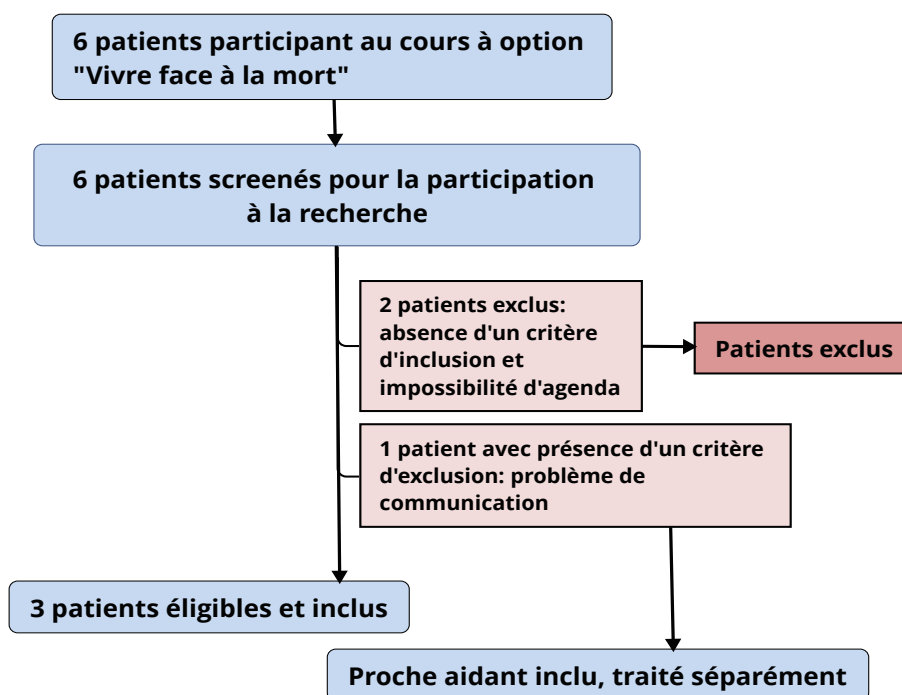 6 patients participant au cours à option
"Vivre face à la mort"
6 patients screenés pour la participation
à la recherche
2 patients exclus:
absence d'un critère
d'inclusion et
impossibilité d'agenda
Patients exclus
1 patient avec présence d'un critère
d'exclusion: problème de
communication
3 patients éligibles et inclus
Proche aidant inclu, traité séparément